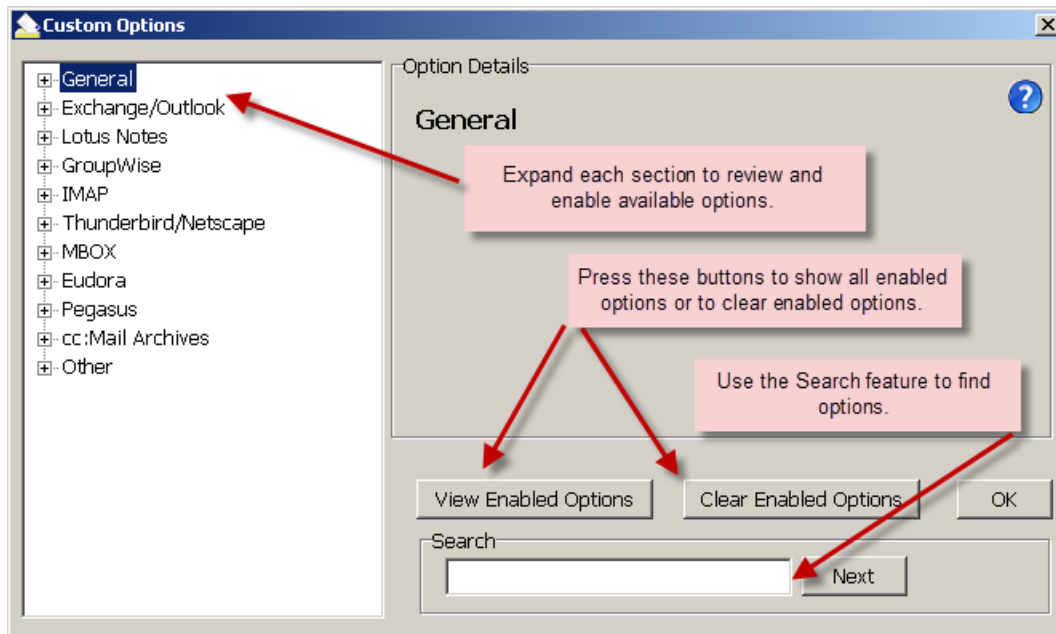 Custom Options
General
Exchange/Outlook
Lotus Notes
GroupWise
IMAP
Thunderbird/Netscape
MBOX
Eudora
Pegasus
cc:Mail Archives
Other
Option Details
General
Expand each section to review and
enable available options.
Press these buttons to show all enabled
options or to clear enabled options.
Use the Search feature to find
options.
View Enabled Options
Clear Enabled Options
OK
Search
Next